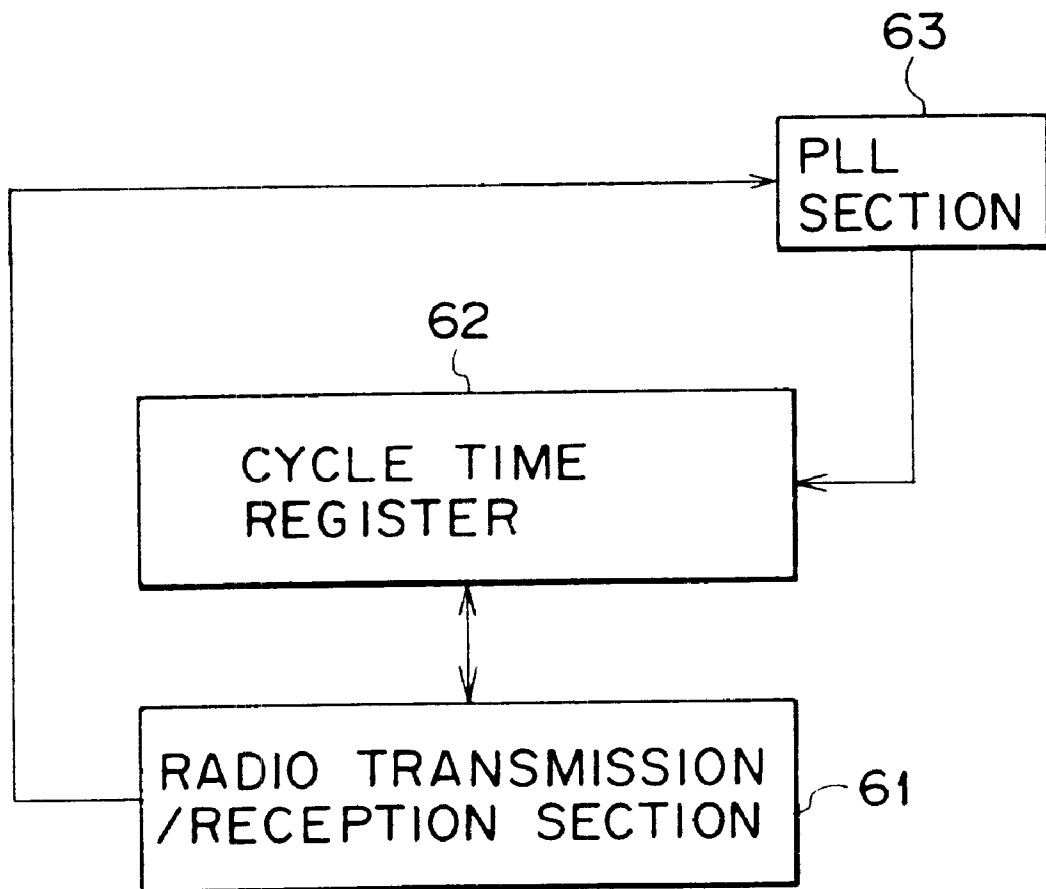 63
PLL
SECTION
62
CYCLE TIME
REGISTER
RADIO TRANSMISSION
/RECEPTION SECTION
61